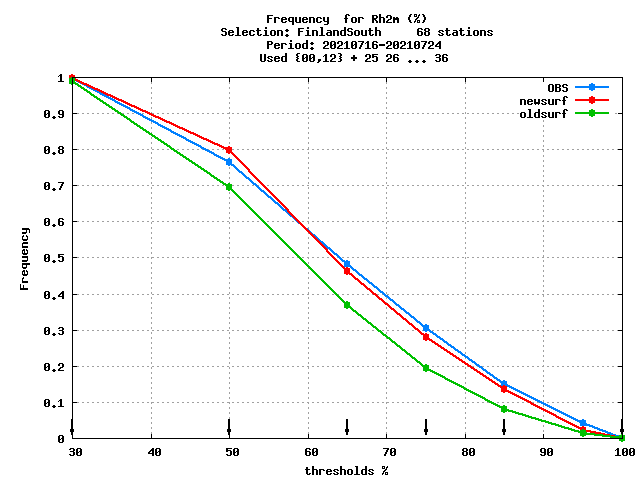 Frequency  for Rh2m (%)
Selection: FinlandSouth     68 stations
Period: 20210716-20210724
Used {00,12} + 25 26 ... 36
OBS
newsurf
oldsurf
1
0.9
0.8
0.7
0.6
0.5
0.4
0.3
0.2
0.1
0
Frequency
30 40 50 60 70 80 90 100
thresholds %